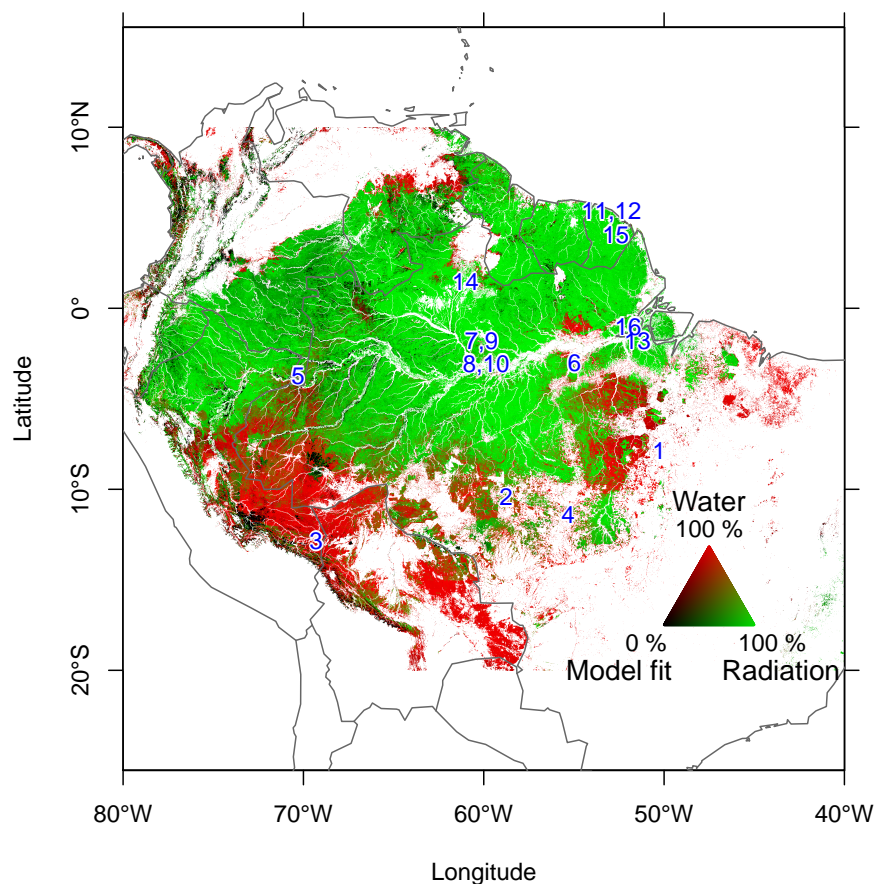 10°N
0°
10°S
20°S
Latitude
11,12
15
14
16
13
7,9
8,10
6
5
1
2
4
3
Water
100 %
0 %
100 %
Model fit
Radiation
80°W
70°W
60°W
50°W
40°W
Longitude